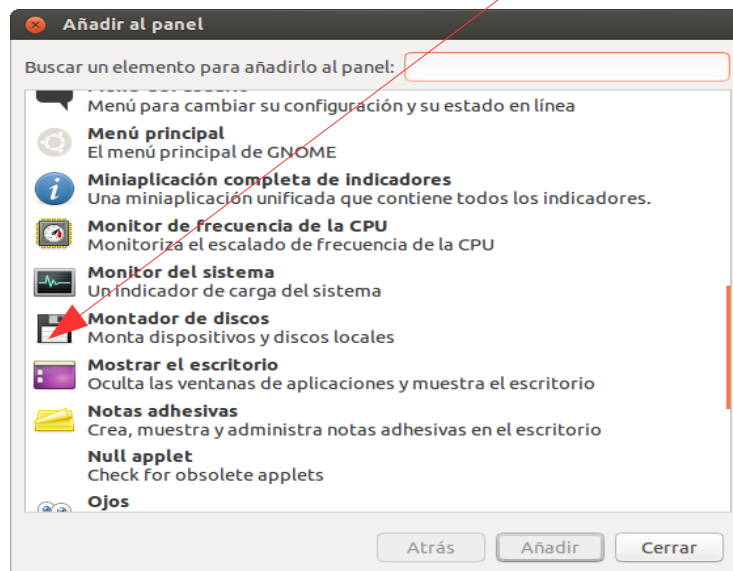 Añadir al panel
Buscar un elemento para añadirlo al panel:
Menú para cambiar su configuración y su estado en línea
Menú principal
El menú principal de GNOME
Miniaplicación completa de indicadores
Una miniaplicación unificada que contiene todos los indicadores.
Monitor de frecuencia de la CPU
Monitoriza el escalado de frecuencia de la CPU
Monitor del sistema
Un indicador de carga del sistema
Montador de discos
Monta dispositivos y discos locales
Mostrar el escritorio
Oculta las ventanas de aplicaciones y muestra el escritorio
Notas adhesivas
Crea, muestra y administra notas adhesivas en el escritorio
Null applet
Check for obsolete applets
Ojos
Atrás Añadir Cerrar